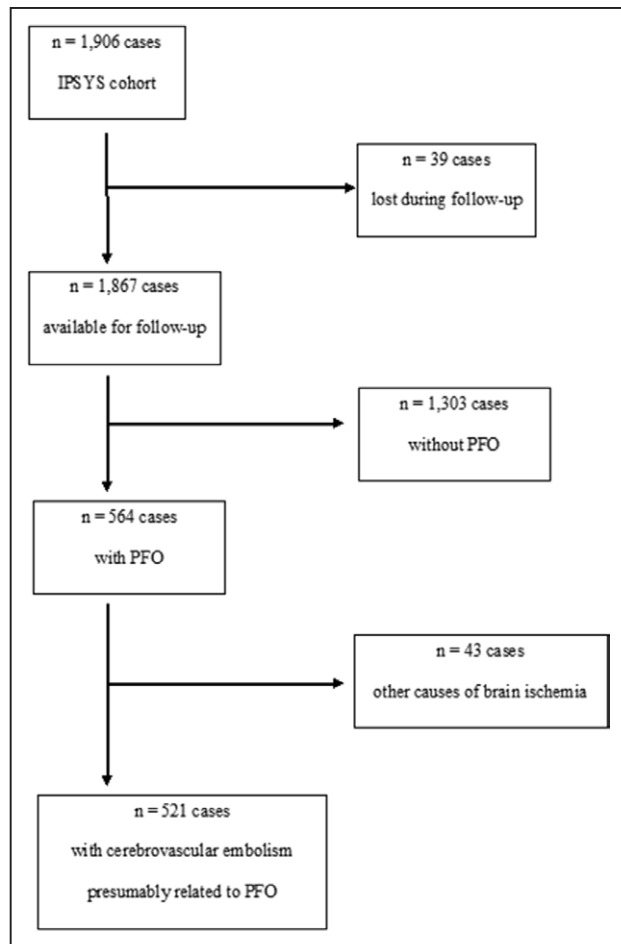 n = 1,906 cases
IPSYS cohort
n = 39 cases
lost during follow-up
n = 1,867 cases
available for follow-up
n = 1,303 cases
without PFO
n = 564 cases
with PFO
n = 43 cases
other causes of brain ischemia
n = 521 cases
with cerebrovascular embolism
presumably related to PFO